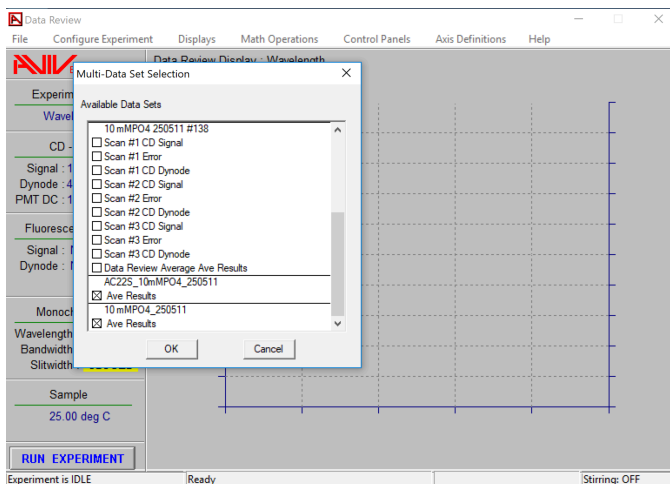 Data Review
File Configure Experiment Displays Math Operations Control Panels Axis Definitions Help
AVIV
Data Review Display : Wavelength
Multi-Data Set Selection
Available Data Sets
10 mMPO4 250511 #138
Scan #1 CD Signal
Scan #1 Error
Scan #1 CD Dynode
Scan #2 CD Signal
Scan #2 Error
Scan #2 CD Dynode
Scan #3 CD Signal
Scan #3 Error
Scan #3 CD Dynode
Data Review Average Ave Results
AC22S_10mMPO4_250511
Ave Results
10 mMPO4_250511
Ave Results
OK Cancel
Experim
Wavel
CD -
Signal : 1
Dynode : 4
PMT DC : 1
Fluoresce
Signal :
Dynode :
Monoch
Wavelength
Bandwidth
Slitwidth
Sample
25.00 deg C
RUN EXPERIMENT
Experiment is IDLE Ready Stirring: OFF